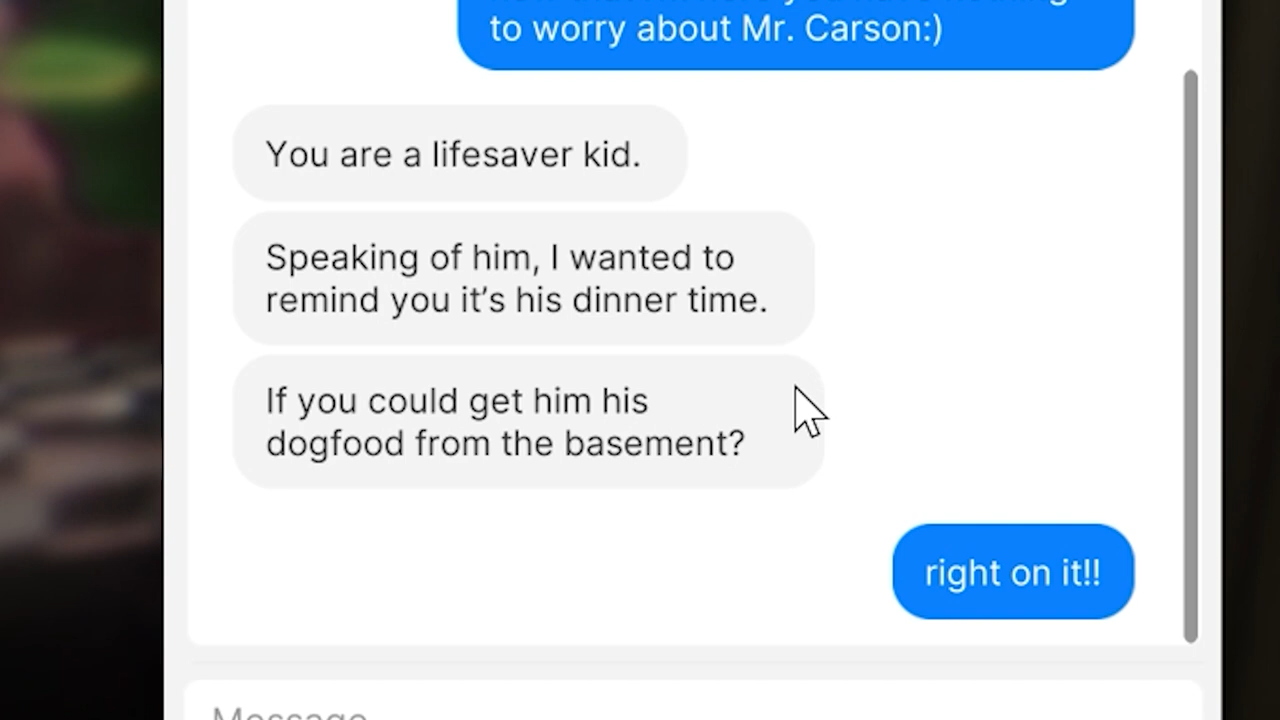 to worry about Mr. Carson:)
You are a lifesaver kid.
Speaking of him, I wanted to
remind you it's his dinner time.
If you could get him his
dogfood from the basement?
right on it!!
Message